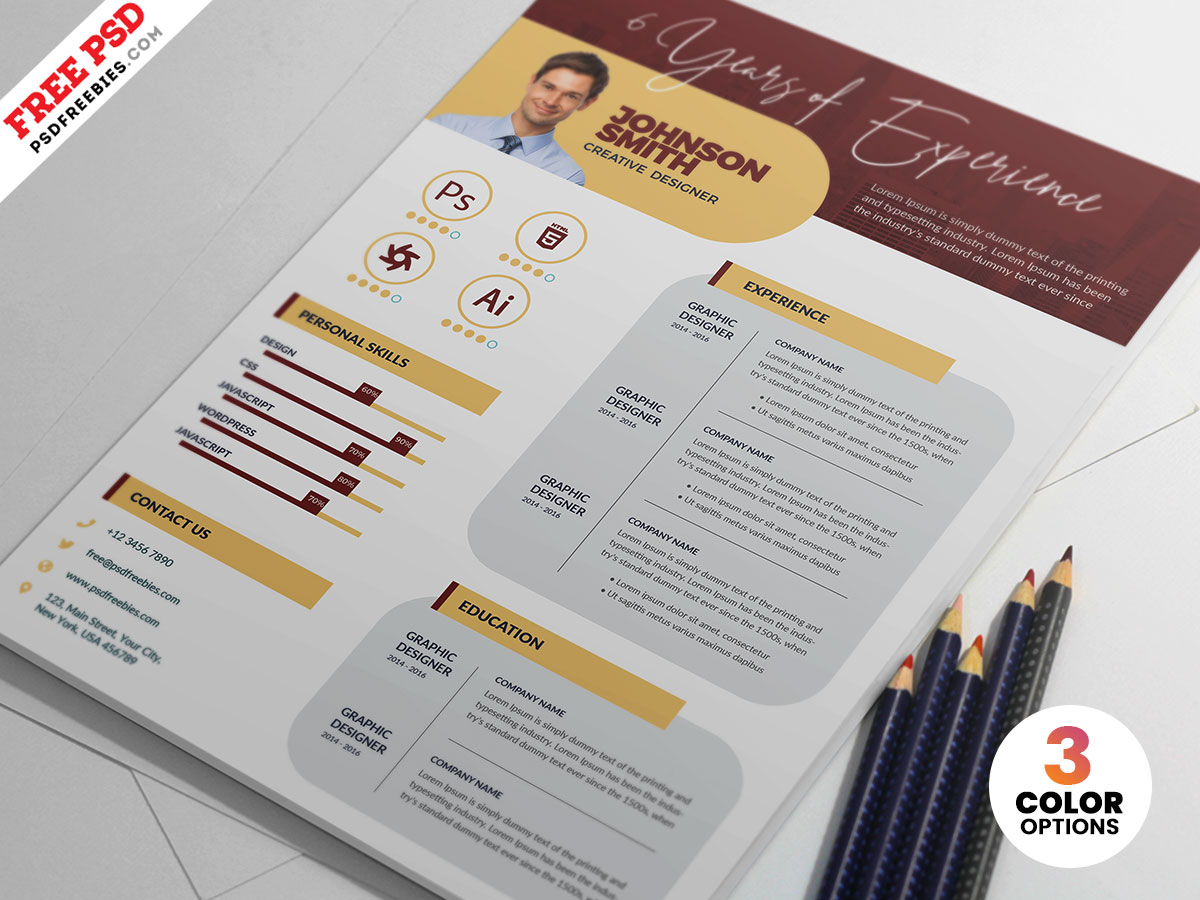 FREE PSD
PSDFREEBIES.COM
6 Years of Experience
JOHNSON
SMITH
CREATIVE DESIGNER
Lorem Ipsum is simply dummy text of the printing
and typesetting industry. Lorem Ipsum has been
the industry's standard dummy text ever since
Ps
HTML
5
Ai
PERSONAL SKILLS
DESIGN
60%
CSS
90%
JAVASCRIPT
70%
WORDPRESS
80%
JAVASCRIPT
70%
CONTACT US
+12 3456 7890
free@psdfreebies.com
www.psdfreebies.com
123, Main Street, Your City,
New York, USA 456789
EXPERIENCE
GRAPHIC
DESIGNER
2014 - 2016
COMPANY NAME
Lorem Ipsum is simply dummy text of the printing and
typesetting industry. Lorem Ipsum has been the indus-
try's standard dummy text ever since the 1500s, when
• Lorem ipsum dolor sit amet, consectetur
• Ut sagittis metus varius maximus dapibus
GRAPHIC
DESIGNER
2014 - 2016
COMPANY NAME
Lorem Ipsum is simply dummy text of the printing and
typesetting industry. Lorem Ipsum has been the indus-
try's standard dummy text ever since the 1500s, when
• Lorem ipsum dolor sit amet, consectetur
• Ut sagittis metus varius maximus dapibus
GRAPHIC
DESIGNER
2014 - 2016
COMPANY NAME
Lorem Ipsum is simply dummy text of the printing and
typesetting industry. Lorem Ipsum has been the indus-
try's standard dummy text ever since the 1500s, when
• Lorem ipsum dolor sit amet, consectetur
• Ut sagittis metus varius maximus dapibus
EDUCATION
GRAPHIC
DESIGNER
2014 - 2016
COMPANY NAME
Lorem Ipsum is simply dummy text of the printing and
typesetting industry. Lorem Ipsum has been the indus-
try's standard dummy text ever since the 1500s, when
GRAPHIC
DESIGNER
2014 - 2016
COMPANY NAME
Lorem Ipsum is simply dummy text of the printing and
typesetting industry. Lorem Ipsum has been the indus-
try's standard dummy text ever since the 1500s, when
3
COLOR
OPTIONS